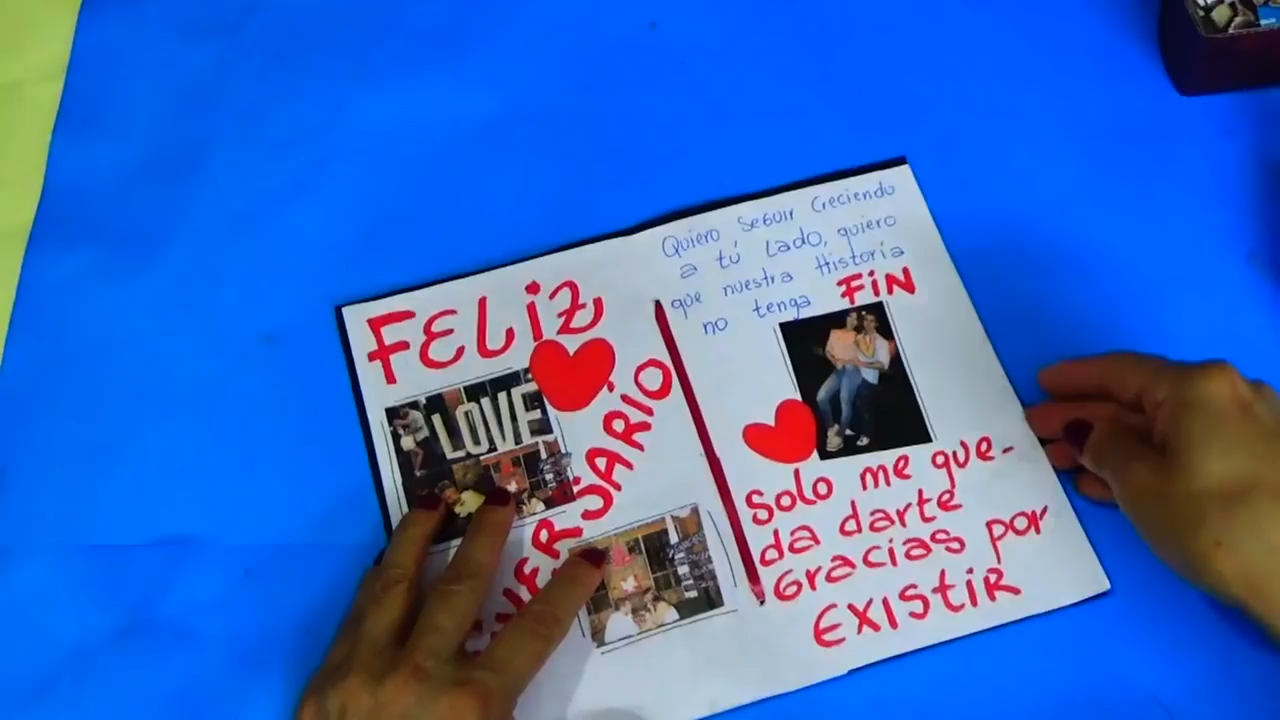 FELiZ
LOVE
Quiero Seguir Creciendo
a tú Lado, quiero
que nuestra Historia
no tenga FiN
Solo me que-
da darte
Gracias por
EXiStiR